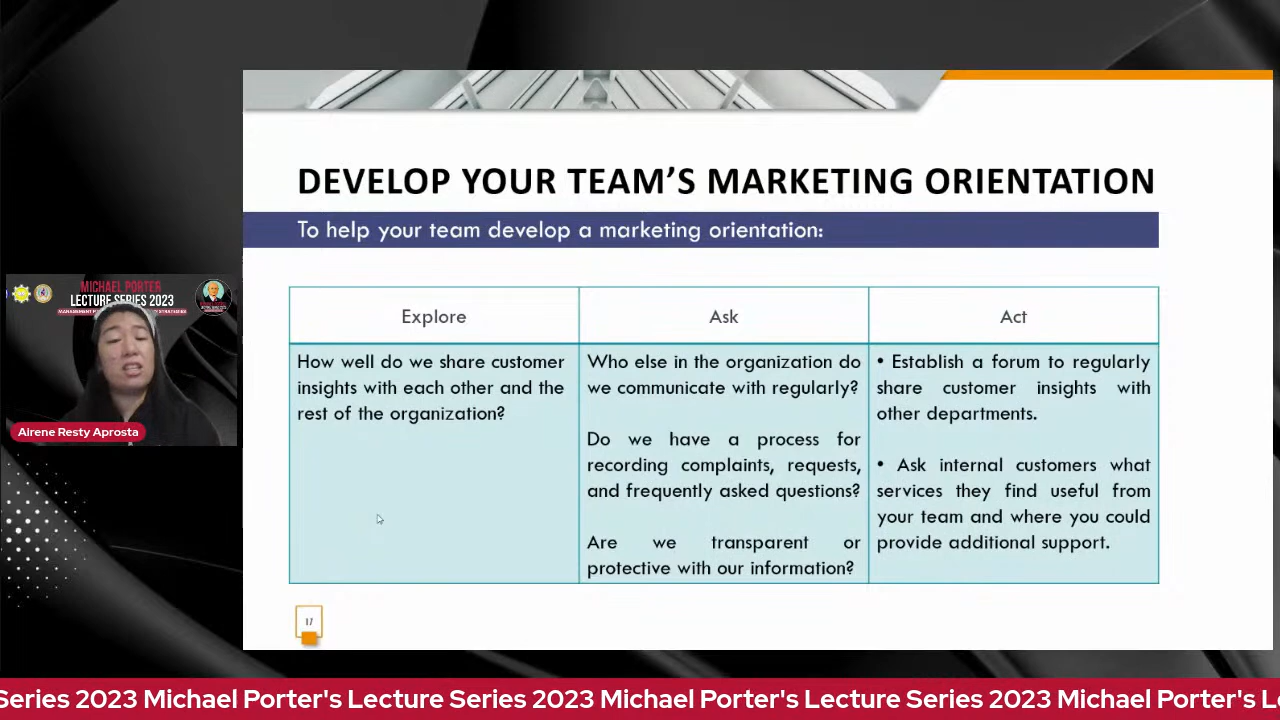 DEVELOP YOUR TEAM’S MARKETING ORIENTATION
To help your team develop a marketing orientation:
Explore
Ask
Act
How well do we share customer
insights with each other and the
rest of the organization?
Who else in the organization do
we communicate with regularly?
Do we have a process for
recording complaints, requests,
and frequently asked questions?
Are we transparent or
protective with our information?
• Establish a forum to regularly
share customer insights with
other departments.
• Ask internal customers what
services they find useful from
your team and where you could
provide additional support.
17
MICHAEL PORTER
LECTURE SERIES 2023
Airene Resty Aprosta
Series 2023 Michael Porter's Lecture Series 2023 Michael Porter's Lecture Series 2023 Michael Porter's L